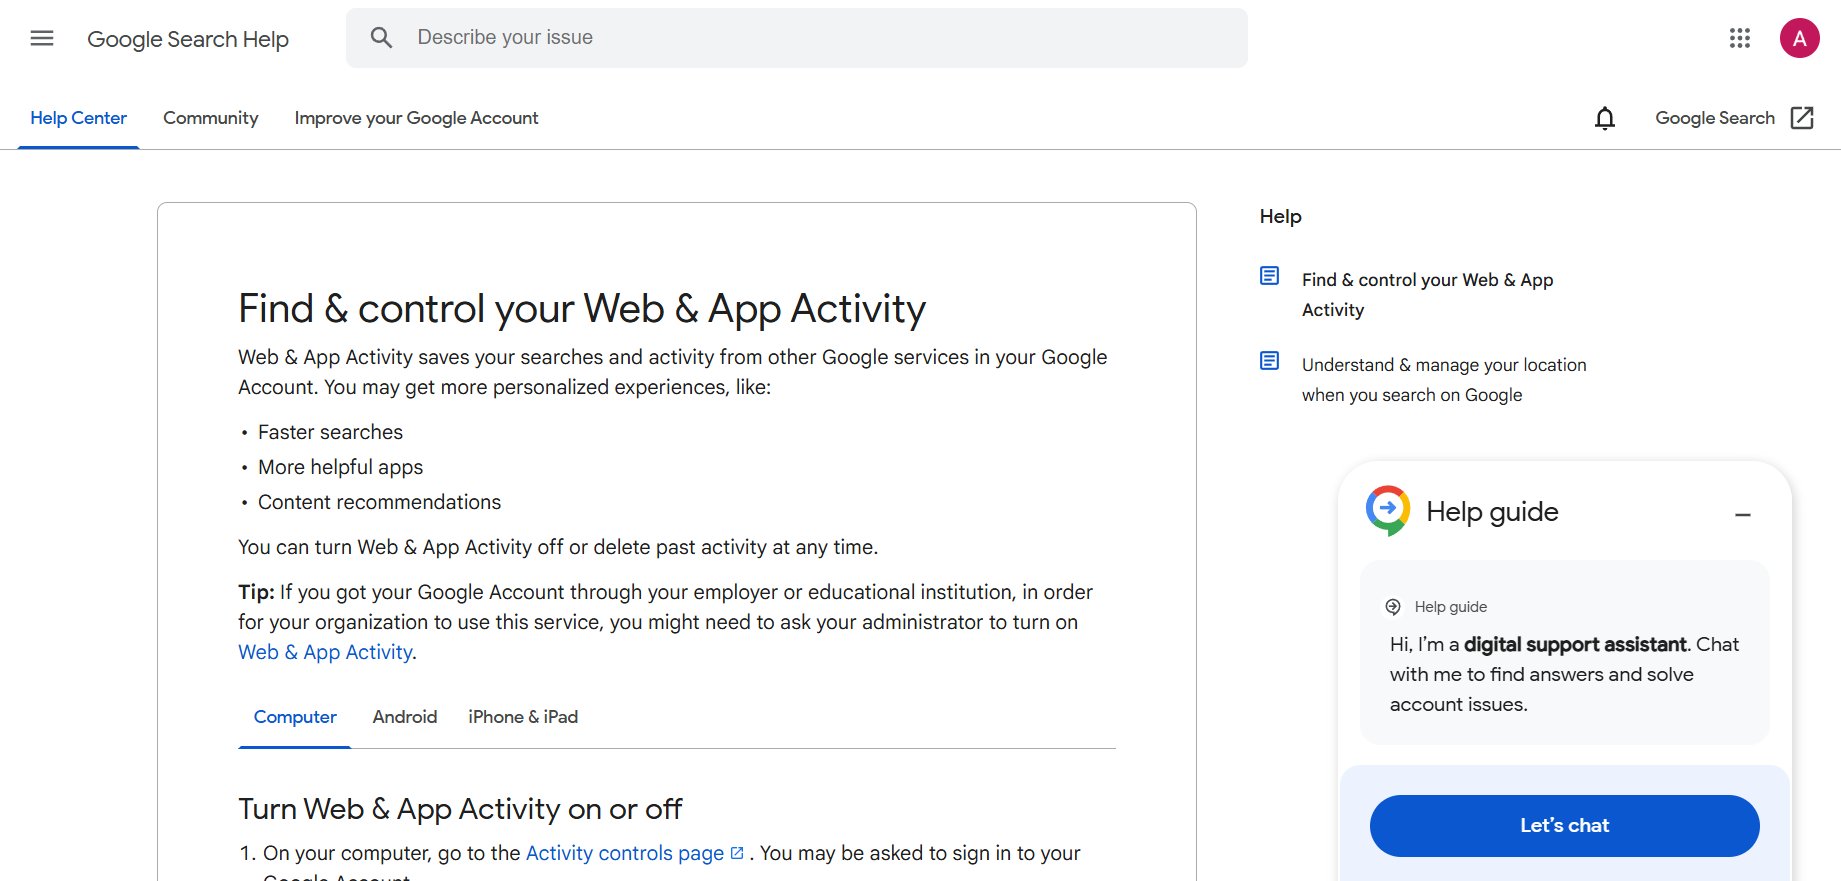 Google Search Help
Describe your issue
A
Help Center
Community
Improve your Google Account
Google Search
Find & control your Web & App Activity
Web & App Activity saves your searches and activity from other Google services in your Google
Account. You may get more personalized experiences, like:
• Faster searches
• More helpful apps
• Content recommendations
You can turn Web & App Activity off or delete past activity at any time.
Tip: If you got your Google Account through your employer or educational institution, in order
for your organization to use this service, you might need to ask your administrator to turn on
Web & App Activity.
Computer
Android
iPhone & iPad
Turn Web & App Activity on or off
1. On your computer, go to the Activity controls page . You may be asked to sign in to your
Google Account.
Help
Find & control your Web & App
Activity
Understand & manage your location
when you search on Google
Help guide
Help guide
Hi, I’m a digital support assistant. Chat
with me to find answers and solve
account issues.
Let’s chat